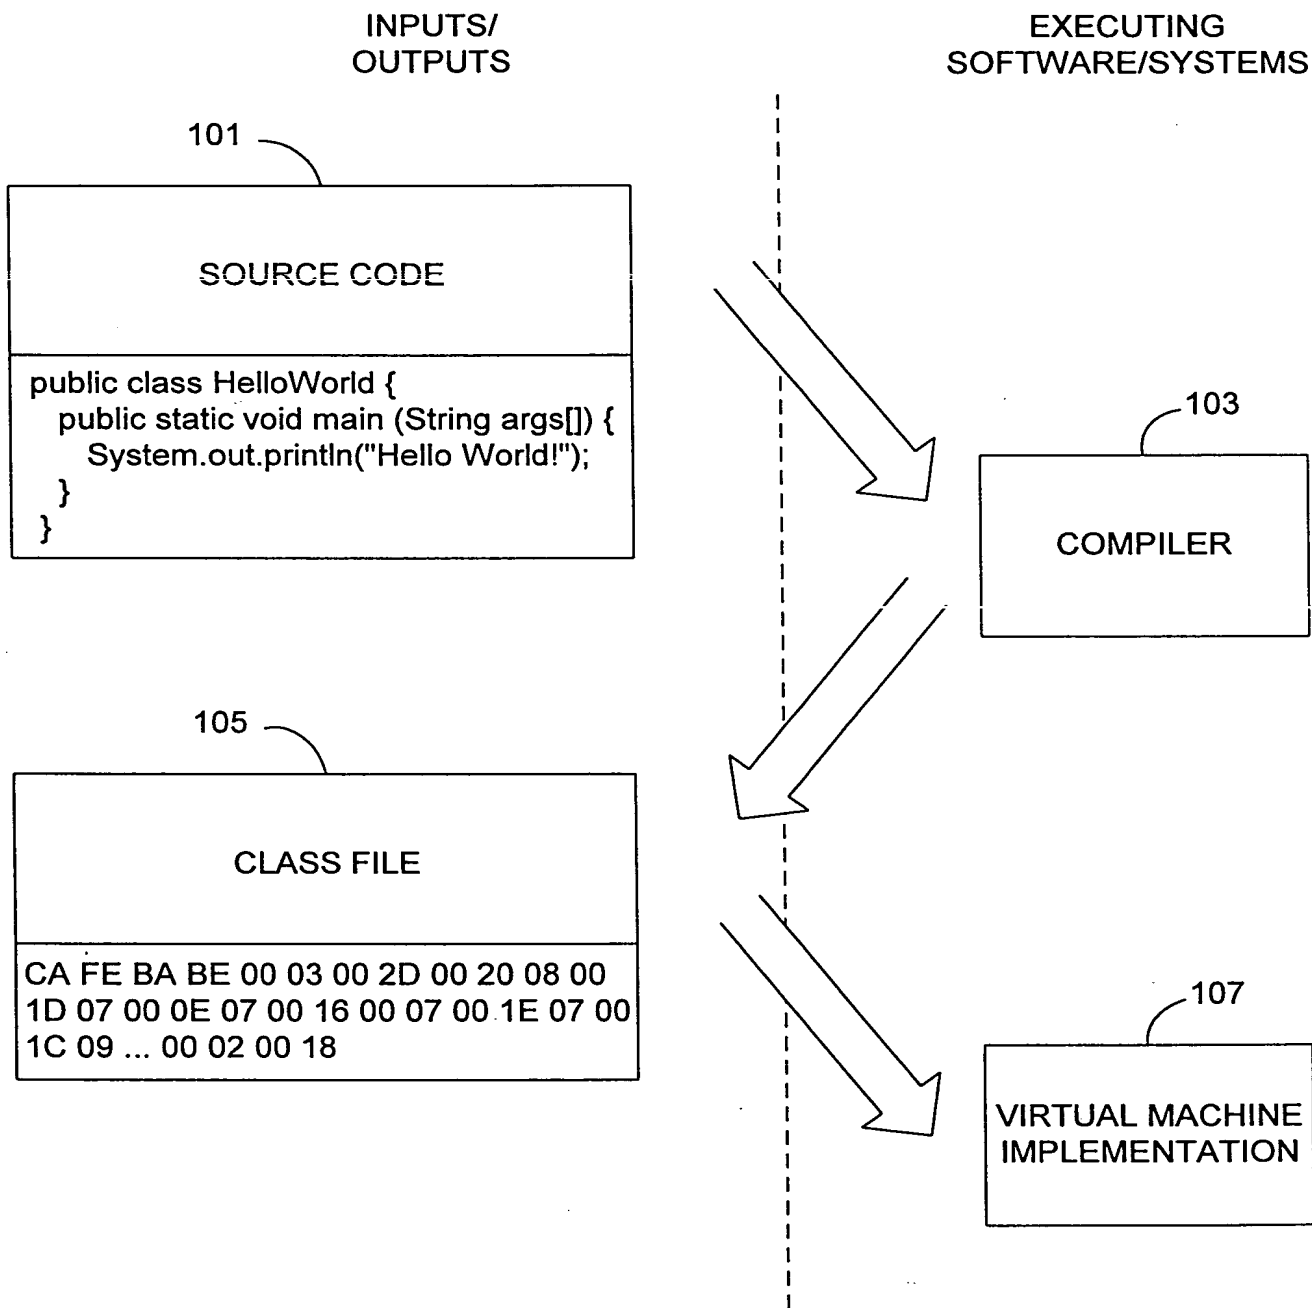 INPUTS/
OUTPUTS
EXECUTING
SOFTWARE/SYSTEMS
101
SOURCE CODE
public class HelloWorld {
public static void main (String args[]) {
System.out.println("Hello World!");
}
}
103
COMPILER
105
CLASS FILE
CA FE BA BE 00 03 00 2D 00 20 08 00
1D 07 00 0E 07 00 16 00 07 00 1E 07 00
1C 09 ... 00 02 00 18
107
VIRTUAL MACHINE
IMPLEMENTATION